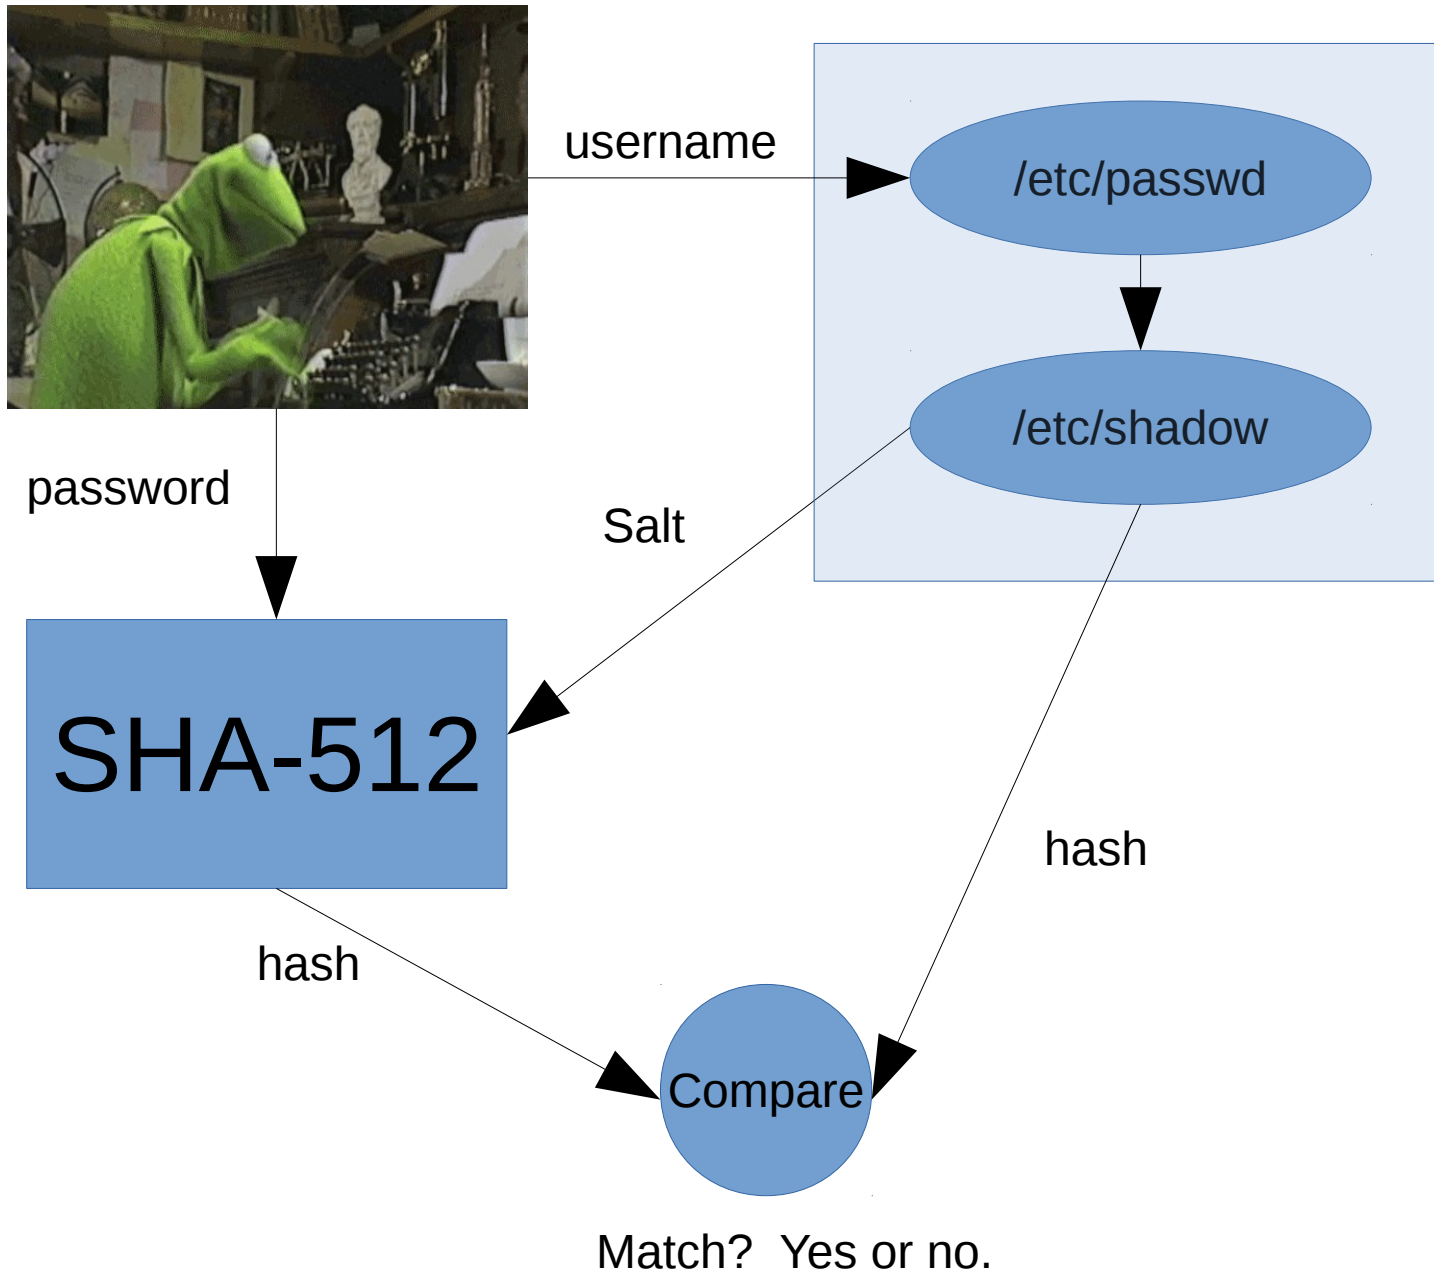 username
/etc/passwd
/etc/shadow
password
Salt
SHA-512
hash
hash
Compare
Match? Yes or no.